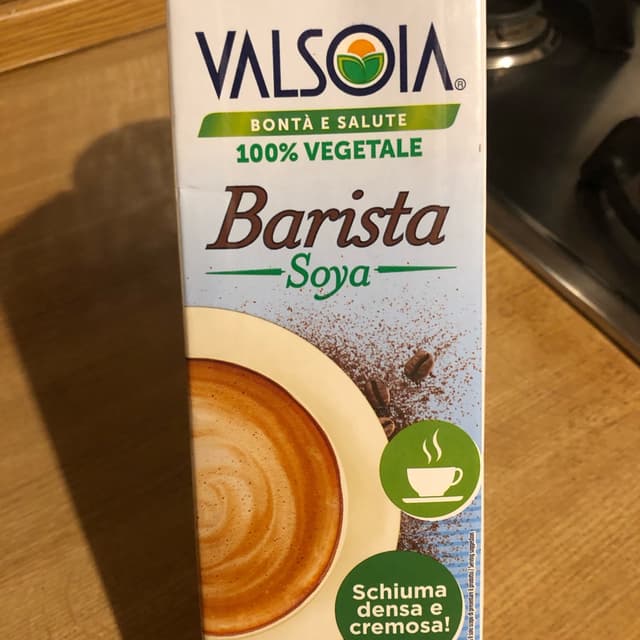 VALSOIA®
BONTÀ E SALUTE
100% VEGETALE
Barista
Soya
Schiuma
densa e
cremosa!